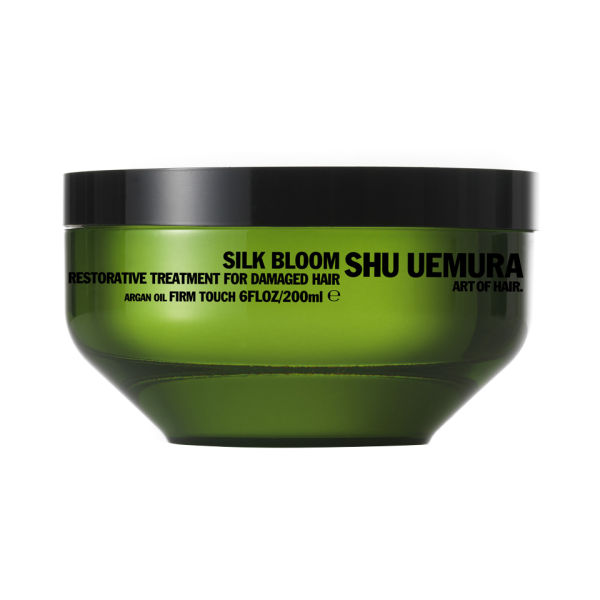 SILK BLOOM
RESTORATIVE TREATMENT FOR DAMAGED HAIR
ARGAN OIL FIRM TOUCH 6FLOZ/200ml ℮
SHU UEMURA
ART OF HAIR.